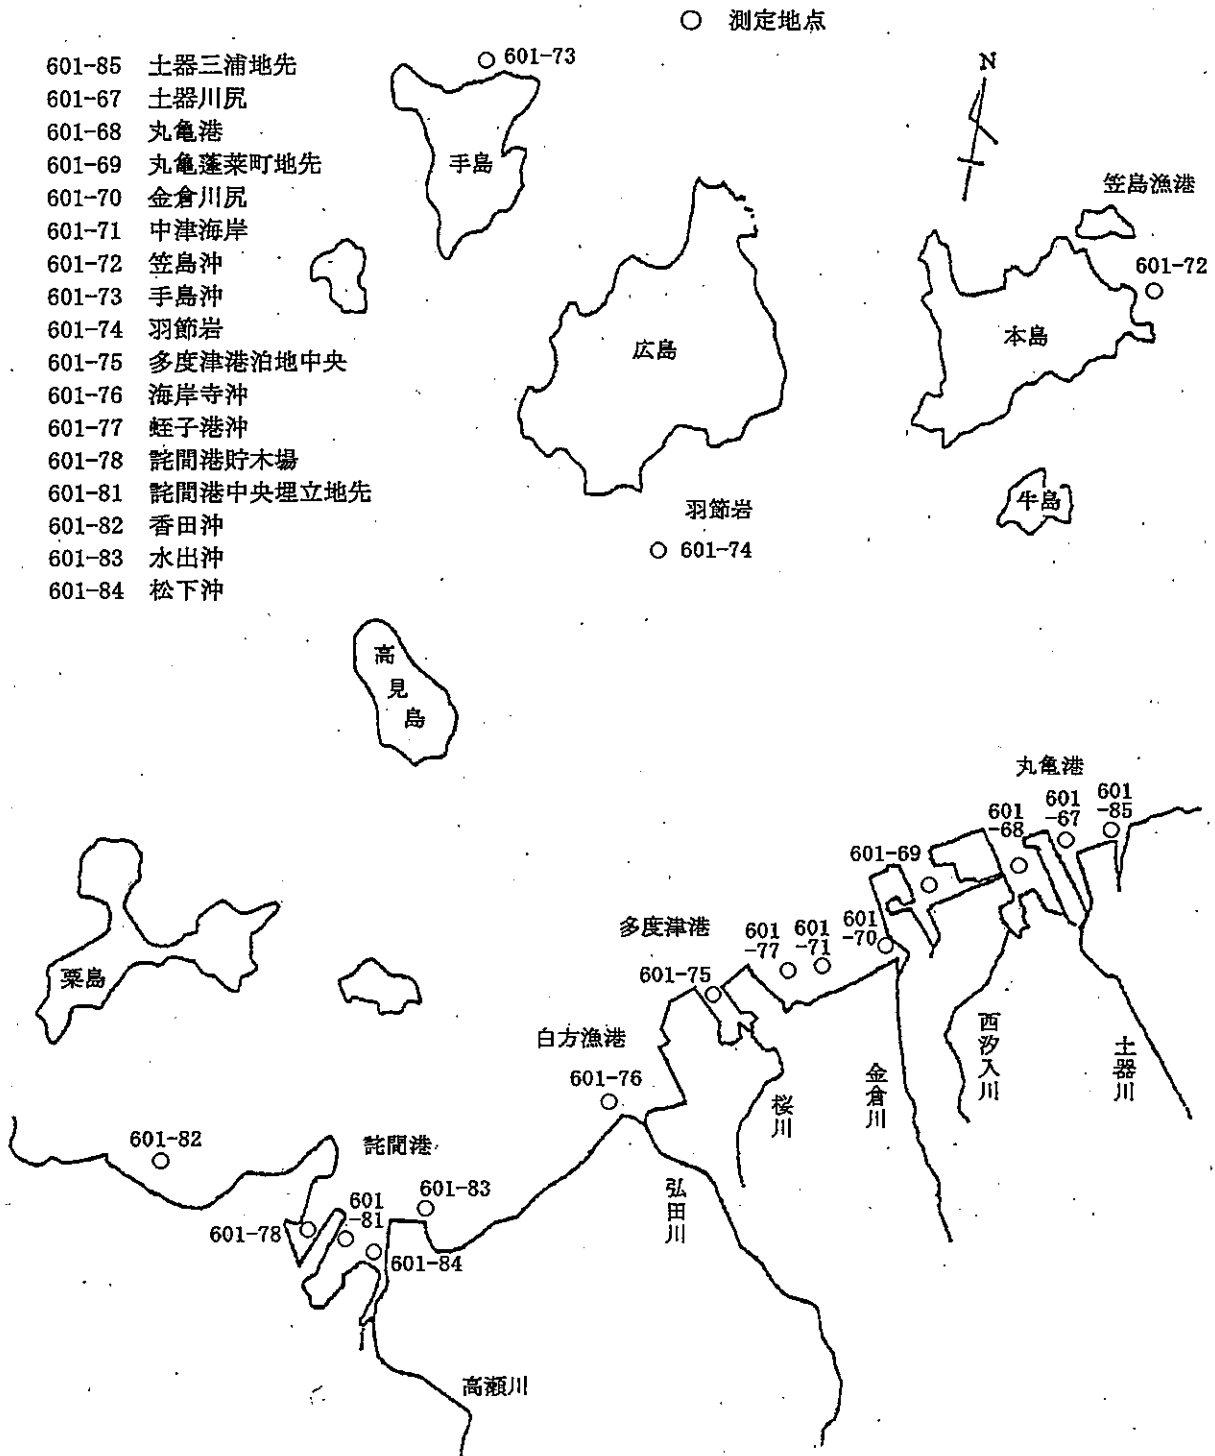 ○ 測定地点
601-85 土器三浦地先
601-67 土器川尻
601-68 丸亀港
601-69 丸亀蓬莱町地先
601-70 金倉川尻
601-71 中津海岸
601-72 笠島沖
601-73 手島沖
601-74 羽節岩
601-75 多度津港泊地中央
601-76 海岸寺沖
601-77 蛭子港沖
601-78 詫間港貯木場
601-81 詫間港中央埋立地先
601-82 香田沖
601-83 水出沖
601-84 松下沖
601-73
N
手島
笠島漁港
601-72
広島
本島
羽節岩
601-74
牛島
高見島
丸亀港
601-85
601-67
601-68
601-69
601-70
601-71
601-77
多度津港
601-75
粟島
白方漁港
601-76
桜川
金倉川
西汐入川
土器川
弘田川
601-82
詫間港
601-83
601-81
601-78
601-84
高瀬川